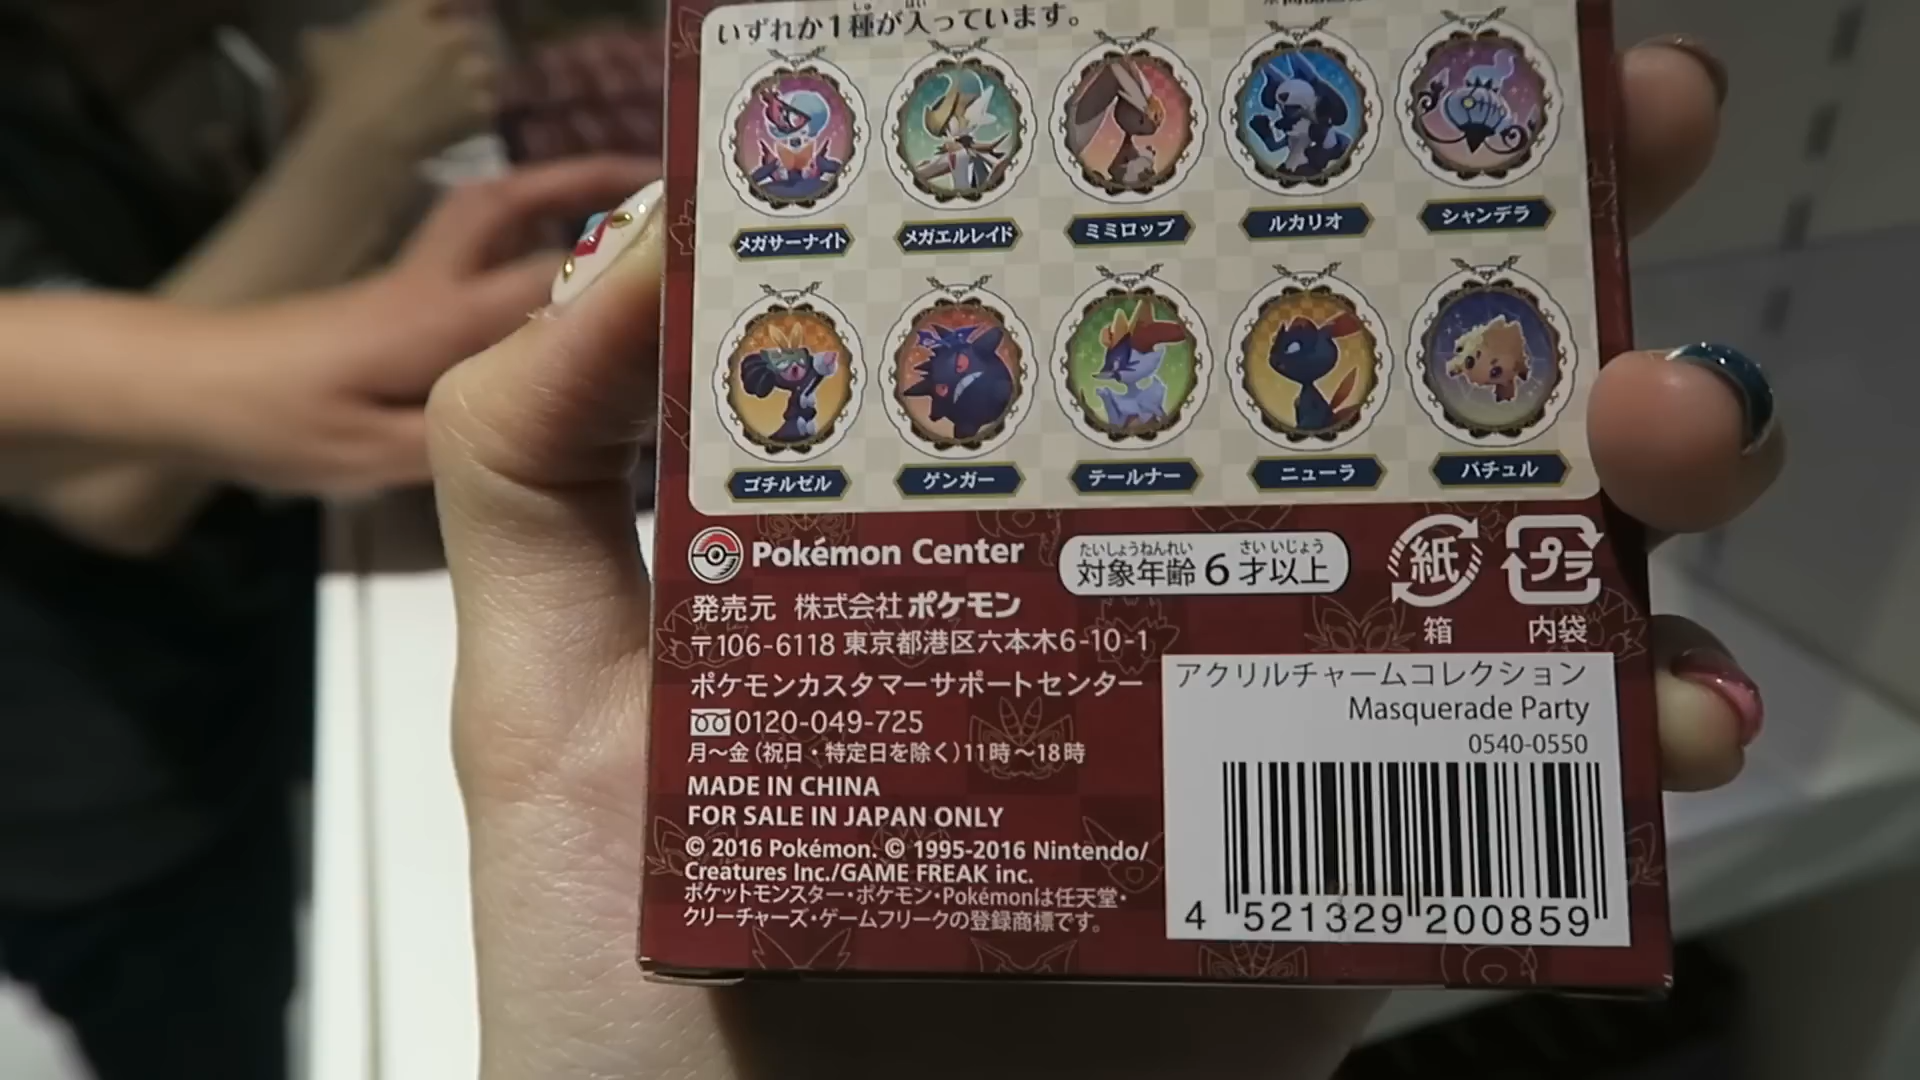 いずれか1種が入っています。
メガサーナイト メガエルレイド ミミロップ ルカリオ シャンデラ
ゴチルゼル ゲンガー テールナー ニューラ バチュル
Pokémon Center
たいしょうねんれい さい いじょう
対象年齢 6 才以上
紙 プラ
箱 内袋
発売元 株式会社ポケモン
〒106-6118 東京都港区六本木6-10-1
ポケモンカスタマーサポートセンター
0120-049-725
月〜金(祝日・特定日を除く)11時〜18時
MADE IN CHINA
FOR SALE IN JAPAN ONLY
© 2016 Pokémon. © 1995-2016 Nintendo/
Creatures Inc./GAME FREAK inc.
ポケットモンスター・ポケモン・Pokémonは任天堂・
クリーチャーズ・ゲームフリークの登録商標です。
アクリルチャームコレクション
Masquerade Party
0540-0550
4 521329 200859